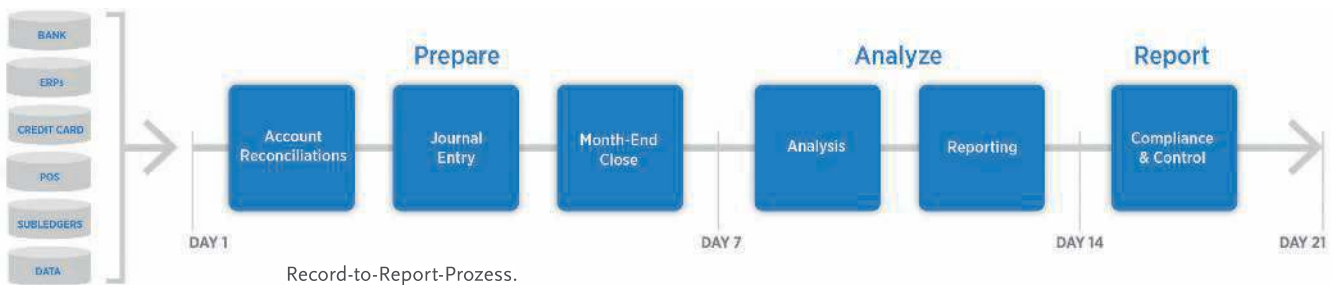 BANK
ERPs
CREDIT CARD
POS
SUBLEDGERS
DATA
Prepare
Analyze
Report
Account
Reconciliations
Journal
Entry
Month-End
Close
Analysis
Reporting
Compliance
& Control
DAY 1
DAY 7
DAY 14
DAY 21
Record-to-Report-Prozess.